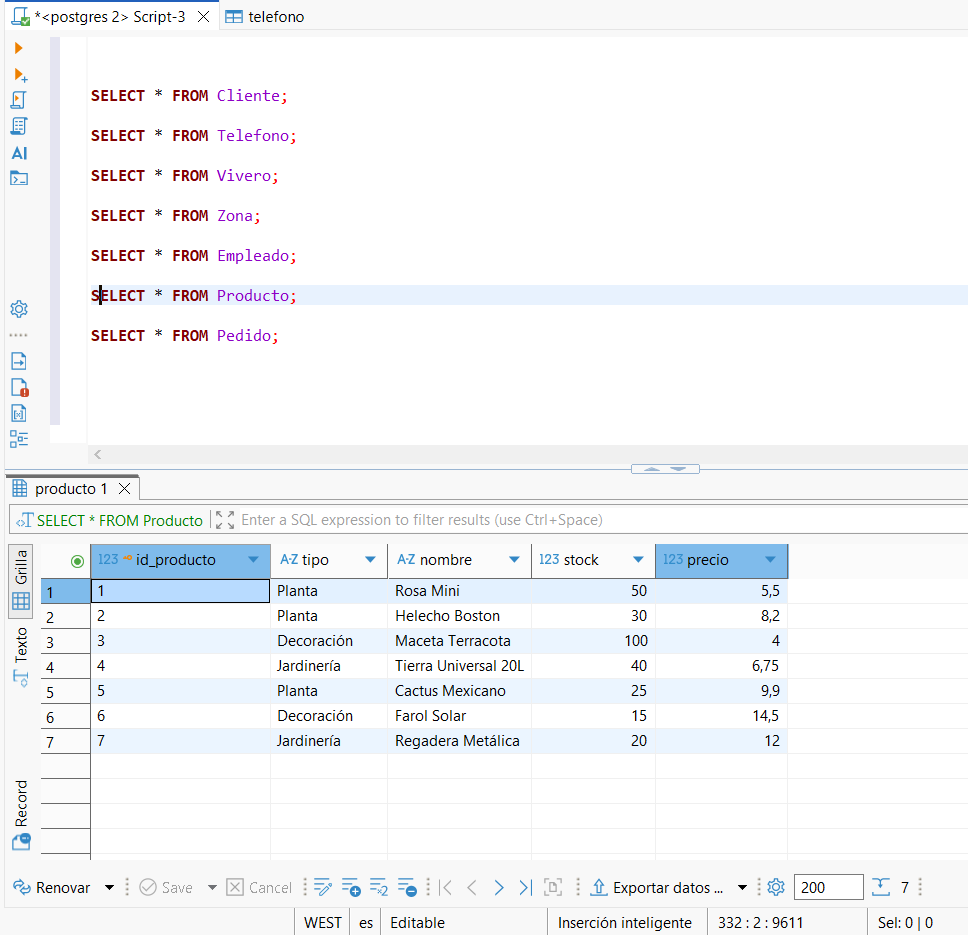 *<postgres 2> Script-3 telefono
SELECT * FROM Cliente;
SELECT * FROM Telefono;
AI
SELECT * FROM Vivero;
SELECT * FROM Zona;
SELECT * FROM Empleado;
SELECT * FROM Producto;
SELECT * FROM Pedido;
producto 1
SELECT * FROM Producto Enter a SQL expression to filter results (use Ctrl+Space)
Grilla
Texto
Record
123 id_producto A-Z tipo A-Z nombre 123 stock 123 precio
1 1 Planta Rosa Mini 50 5,5
2 2 Planta Helecho Boston 30 8,2
3 3 Decoración Maceta Terracota 100 4
4 4 Jardinería Tierra Universal 20L 40 6,75
5 5 Planta Cactus Mexicano 25 9,9
6 6 Decoración Farol Solar 15 14,5
7 7 Jardinería Regadera Metálica 20 12
Renovar Save Cancel Exportar datos ... 200 7
WEST es Editable Inserción inteligente 332 : 2 : 9611 Sel: 0 | 0